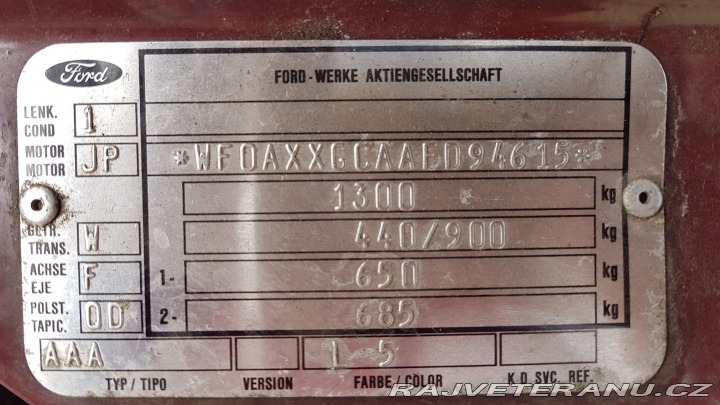 Ford
FORD-WERKE AKTIENGESELLSCHAFT
LENK.
COND 1
MOTOR
MOTOR JP *WF0AXXGCAAED94615*
1300 kg
GETR.
TRANS. W 440/900 kg
ACHSE
EJE F 1- 650 kg
POLST.
TAPIC. QD 2- 685 kg
AAA 1-5
TYP/TIPO VERSION FARBE/COLOR K.D. SVC. REF.
RAJVETERANU.CZ